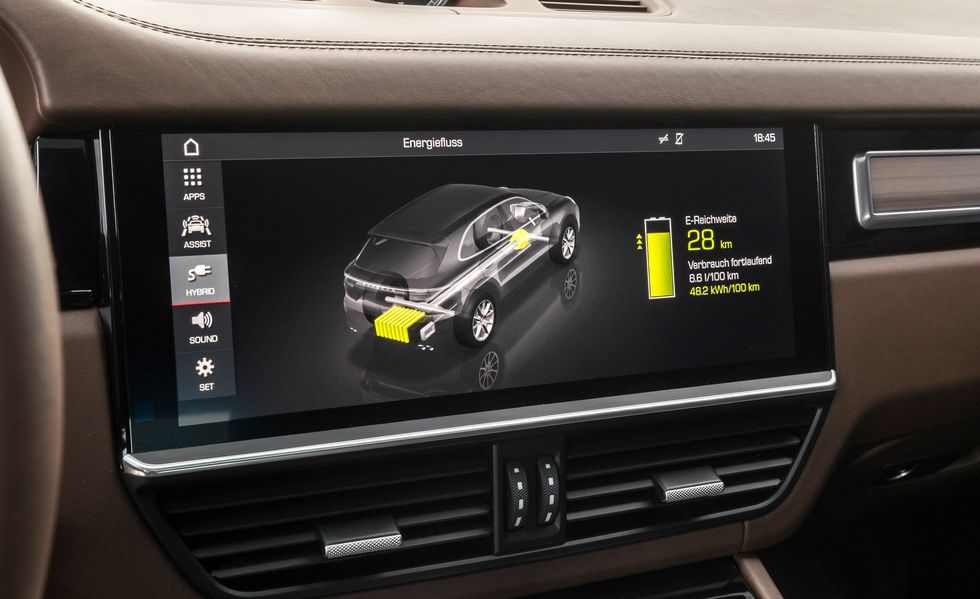 Energiefluss
18:45
APPS
ASSIST
HYBRID
SOUND
SET
E-Reichweite
28 km
Verbrauch fortlaufend
6.6 l/100 km
48.2 kWh/100 km